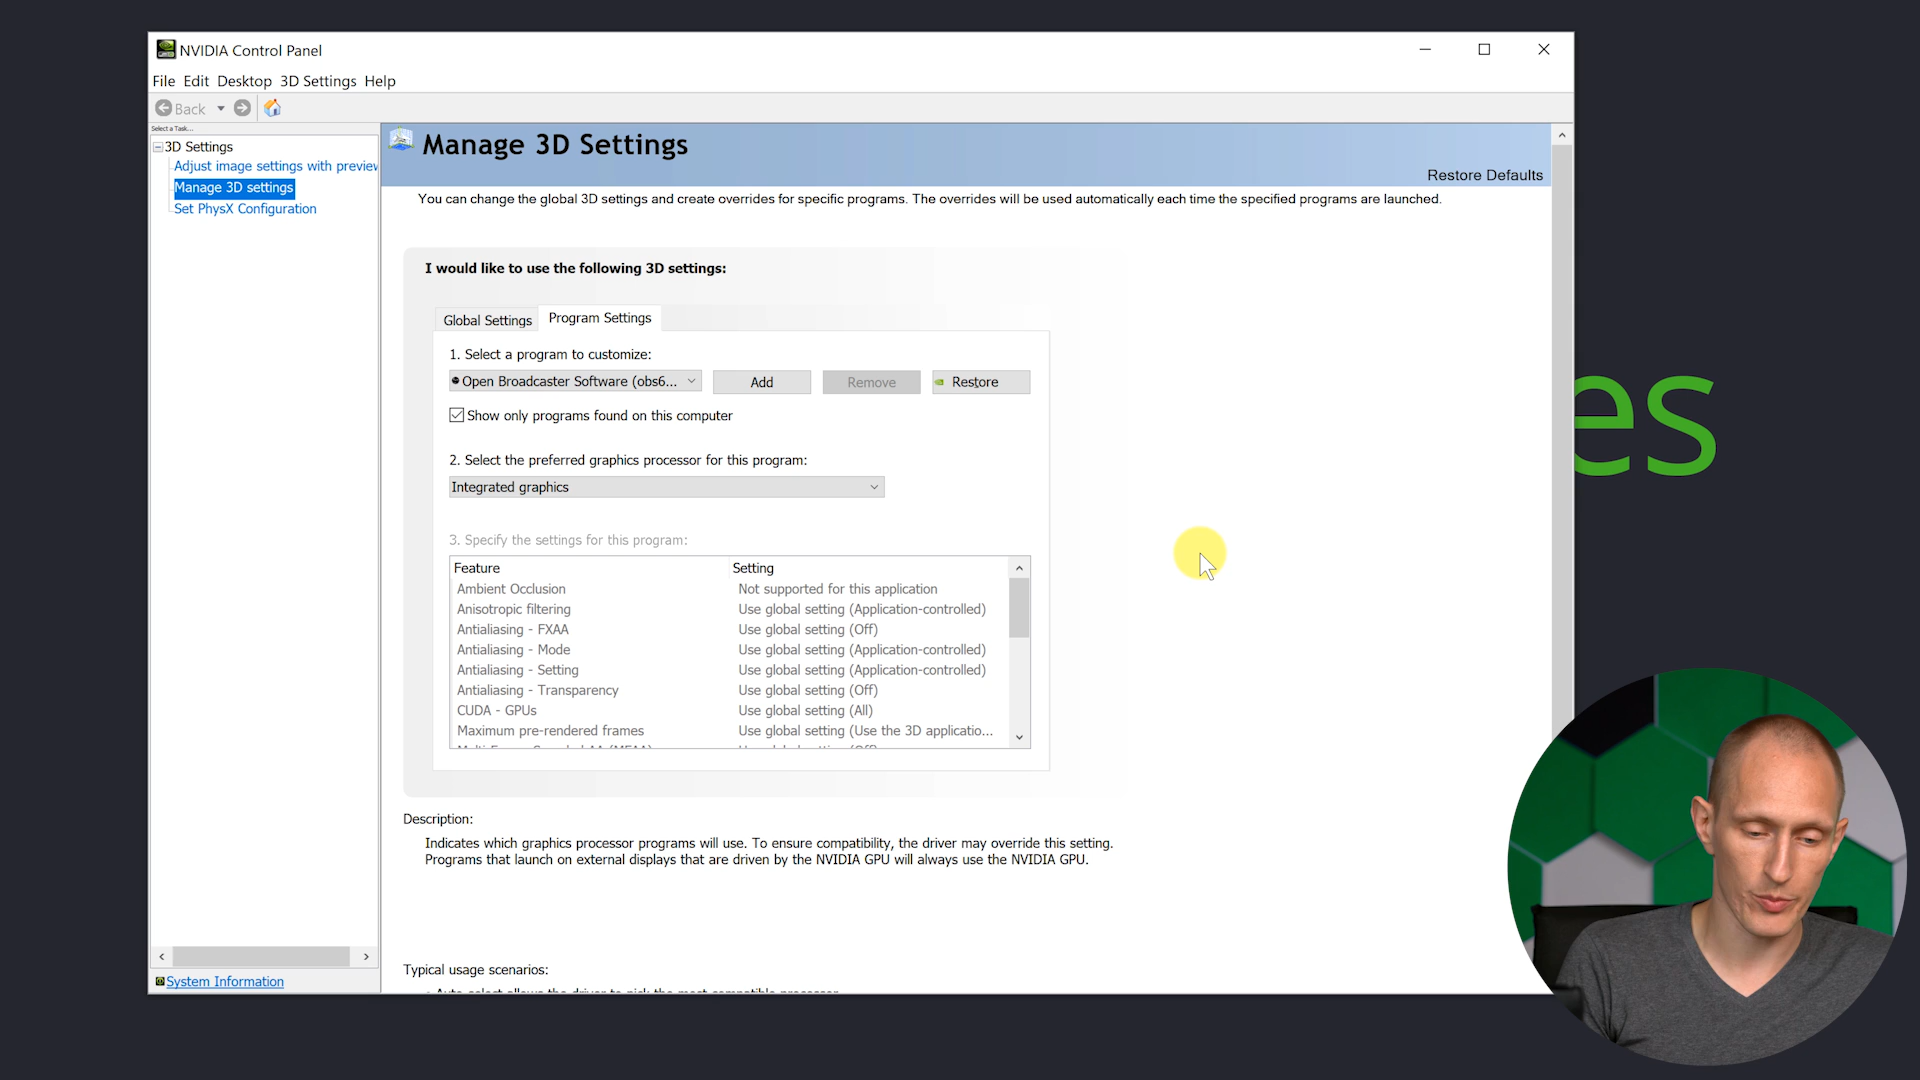 NVIDIA Control Panel
File Edit Desktop 3D Settings Help
Back
Select a Task...
3D Settings
Adjust image settings with preview
Manage 3D settings
Set PhysX Configuration
System Information
Manage 3D Settings
Restore Defaults
You can change the global 3D settings and create overrides for specific programs. The overrides will be used automatically each time the specified programs are launched.
I would like to use the following 3D settings:
Global Settings Program Settings
1. Select a program to customize:
Open Broadcaster Software (obs6... Add Remove Restore
Show only programs found on this computer
2. Select the preferred graphics processor for this program:
Integrated graphics
3. Specify the settings for this program:
Feature Setting
Ambient Occlusion Not supported for this application
Anisotropic filtering Use global setting (Application-controlled)
Antialiasing - FXAA Use global setting (Off)
Antialiasing - Mode Use global setting (Application-controlled)
Antialiasing - Setting Use global setting (Application-controlled)
Antialiasing - Transparency Use global setting (Off)
CUDA - GPUs Use global setting (All)
Maximum pre-rendered frames Use global setting (Use the 3D applicatio...
Description:
Indicates which graphics processor programs will use. To ensure compatibility, the driver may override this setting.
Programs that launch on external displays that are driven by the NVIDIA GPU will always use the NVIDIA GPU.
Typical usage scenarios:
es